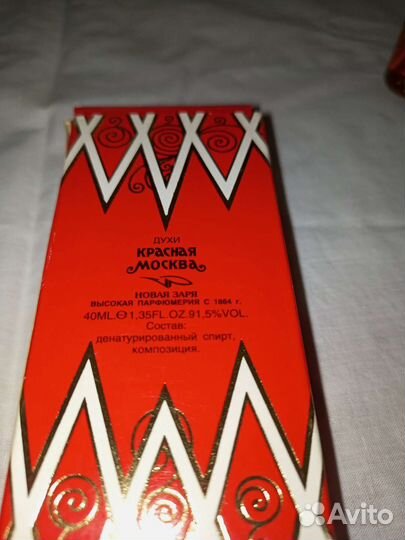 ДУХИ
КРАСНАЯ
МОСКВА
НОВАЯ ЗАРЯ
ВЫСОКАЯ ПАРФЮМЕРИЯ С 1864 г.
40ML.℮1,35FL.OZ.91,5%VOL.
Состав:
денатурированный спирт,
композиция.
Avito